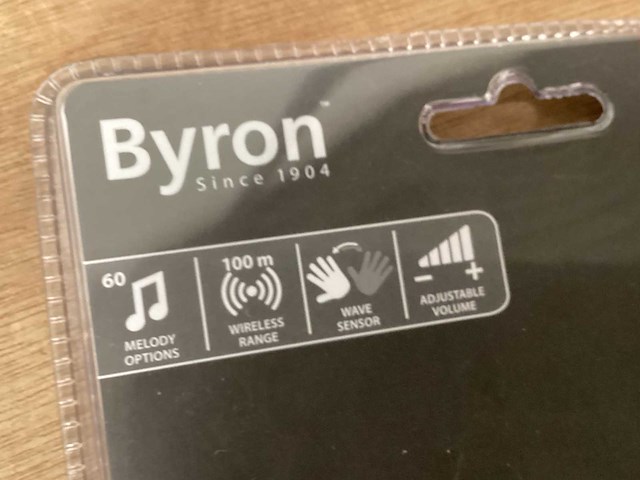 Byron™
Since 1904
60
MELODY
OPTIONS
100 m
WIRELESS
RANGE
WAVE
SENSOR
ADJUSTABLE
VOLUME